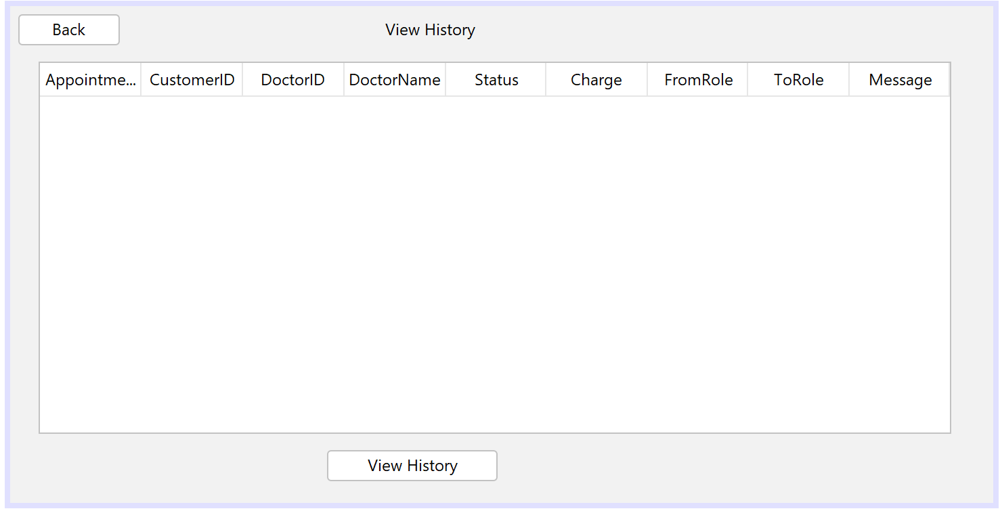 Back View History
Appointme... CustomerID DoctorID DoctorName Status Charge FromRole ToRole Message
View History